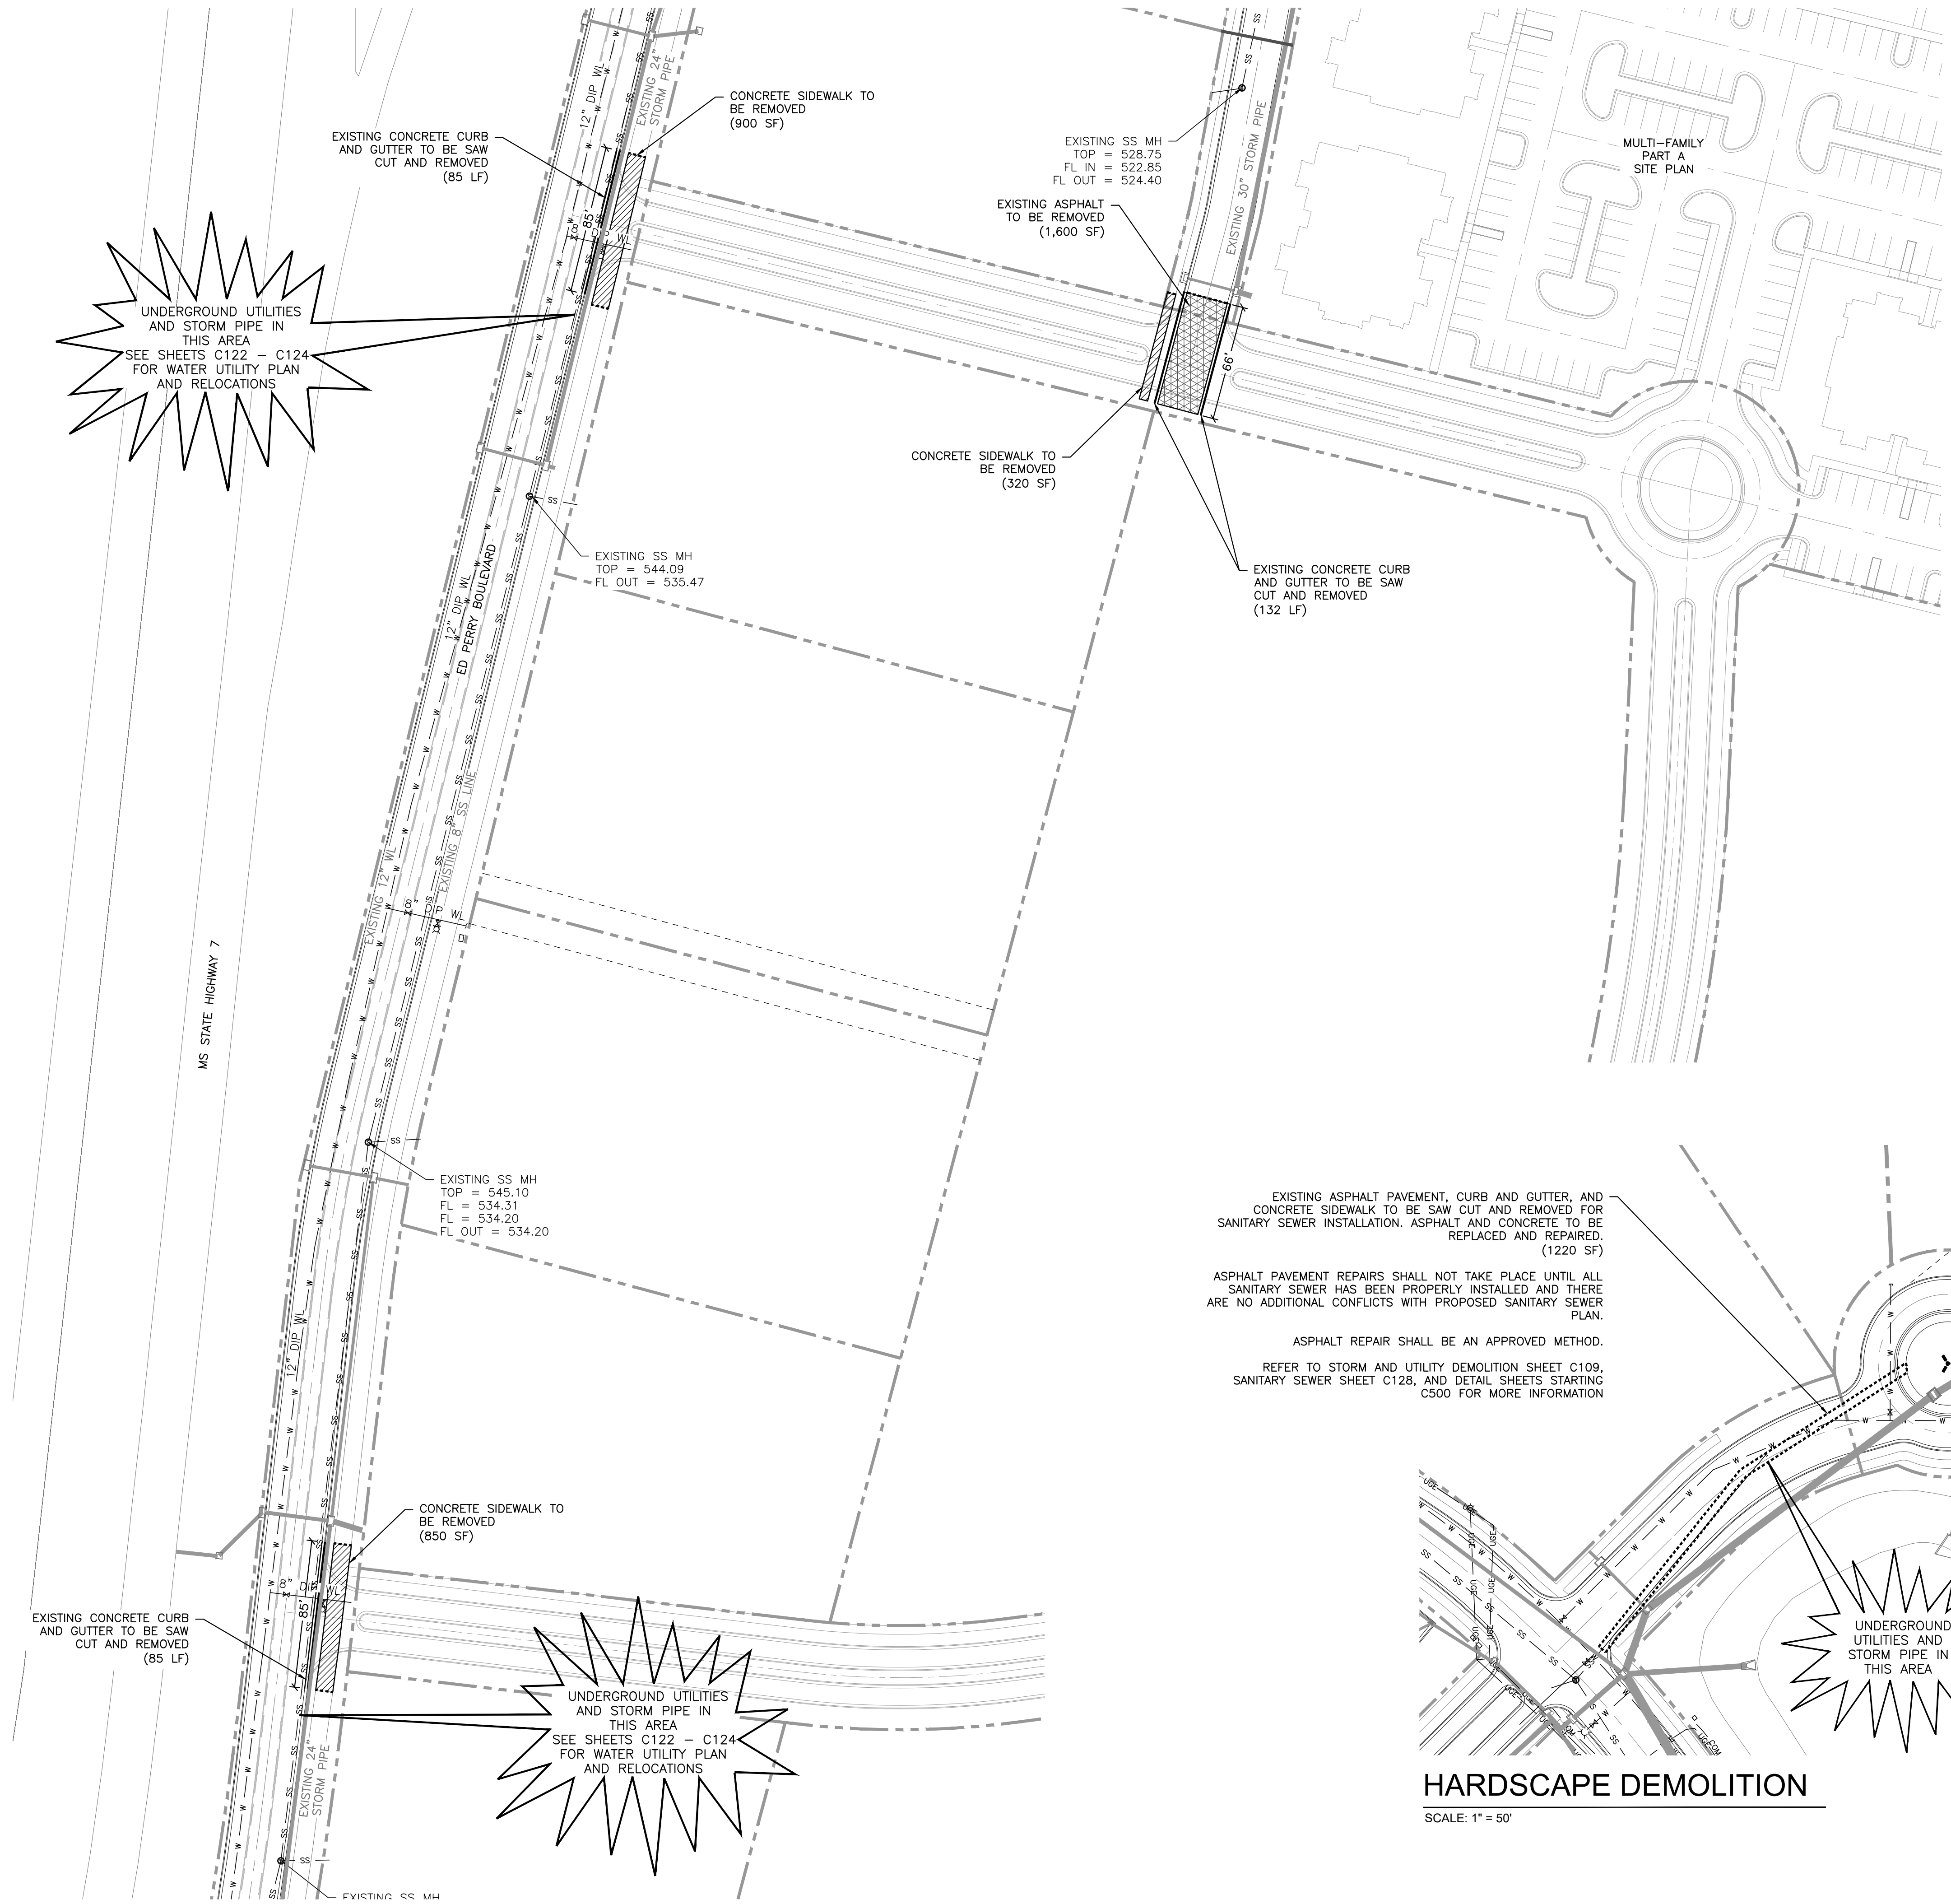 EXISTING 24"
STORM PIPE
12" DIP WL
CONCRETE SIDEWALK TO
BE REMOVED
(900 SF)
EXISTING CONCRETE CURB
AND GUTTER TO BE SAW
CUT AND REMOVED
(85 LF)
85'
8" DIP WL
EXISTING SS MH
TOP = 528.75
FL IN = 522.85
FL OUT = 524.40
EXISTING 30" STORM PIPE
EXISTING ASPHALT
TO BE REMOVED
(1,600 SF)
MULTI-FAMILY
PART A
SITE PLAN
UNDERGROUND UTILITIES
AND STORM PIPE IN
THIS AREA
SEE SHEETS C122 - C124
FOR WATER UTILITY PLAN
AND RELOCATIONS
66'
CONCRETE SIDEWALK TO
BE REMOVED
(320 SF)
EXISTING CONCRETE CURB
AND GUTTER TO BE SAW
CUT AND REMOVED
(132 LF)
EXISTING SS MH
TOP = 544.09
FL OUT = 535.47
12" DIP WL
ED PERRY BOULEVARD
EXISTING 8" SS LINE
EXISTING 12" WL
8" DIP WL
MS STATE HIGHWAY 7
EXISTING SS MH
TOP = 545.10
FL = 534.31
FL = 534.20
FL OUT = 534.20
12" DIP WL
CONCRETE SIDEWALK TO
BE REMOVED
(850 SF)
8" DIP WL
85'
EXISTING CONCRETE CURB
AND GUTTER TO BE SAW
CUT AND REMOVED
(85 LF)
UNDERGROUND UTILITIES
AND STORM PIPE IN
THIS AREA
SEE SHEETS C122 - C124
FOR WATER UTILITY PLAN
AND RELOCATIONS
EXISTING 24"
STORM PIPE
EXISTING SS MH
EXISTING ASPHALT PAVEMENT, CURB AND GUTTER, AND
CONCRETE SIDEWALK TO BE SAW CUT AND REMOVED FOR
SANITARY SEWER INSTALLATION. ASPHALT AND CONCRETE TO BE
REPLACED AND REPAIRED.
(1220 SF)
ASPHALT PAVEMENT REPAIRS SHALL NOT TAKE PLACE UNTIL ALL
SANITARY SEWER HAS BEEN PROPERLY INSTALLED AND THERE
ARE NO ADDITIONAL CONFLICTS WITH PROPOSED SANITARY SEWER
PLAN.
ASPHALT REPAIR SHALL BE AN APPROVED METHOD.
REFER TO STORM AND UTILITY DEMOLITION SHEET C109,
SANITARY SEWER SHEET C128, AND DETAIL SHEETS STARTING
C500 FOR MORE INFORMATION
UNDERGROUND
UTILITIES AND
STORM PIPE IN
THIS AREA
HARDSCAPE DEMOLITION
SCALE: 1" = 50'